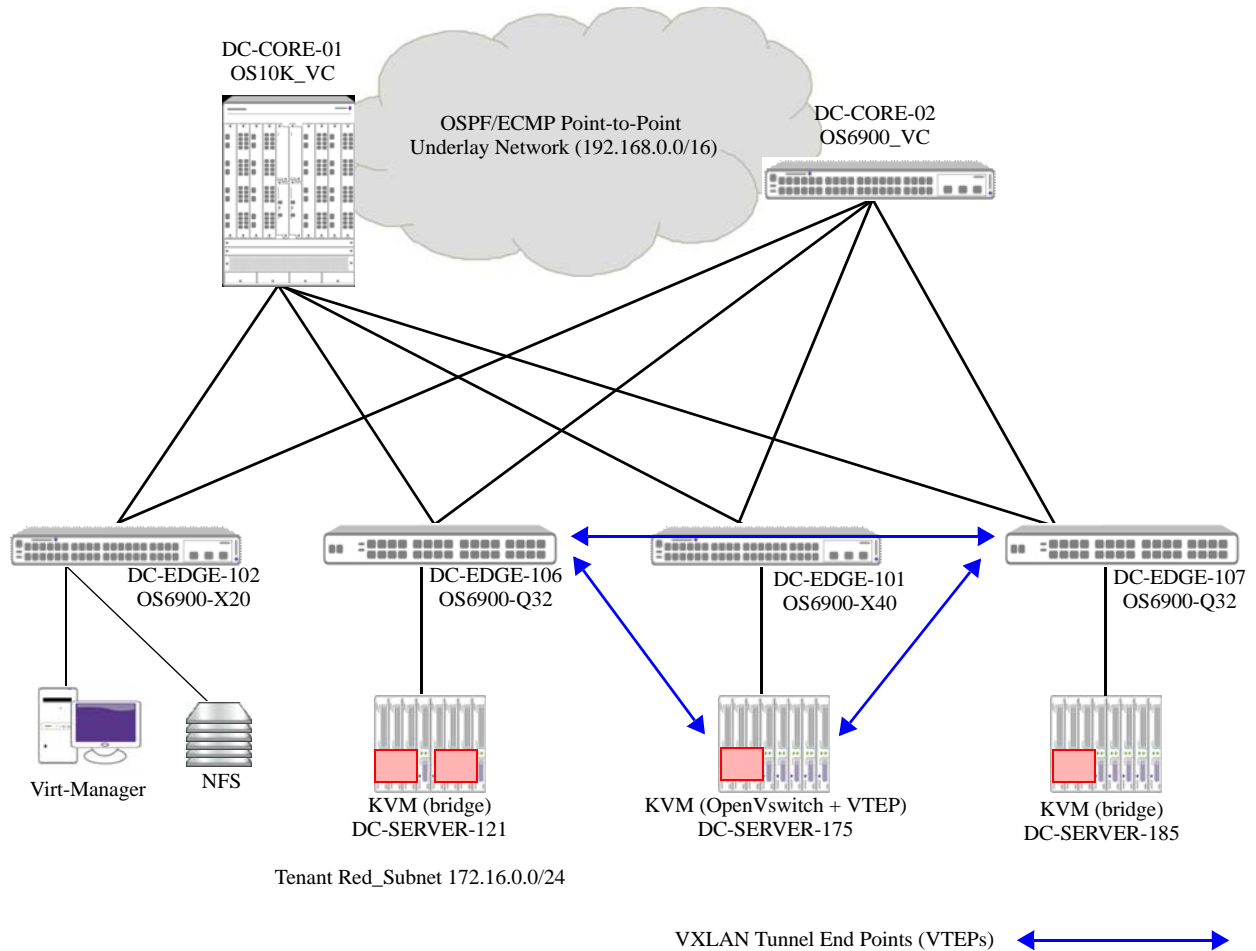 DC-CORE-01
OS10K_VC
OSPF/ECMP Point-to-Point
Underlay Network (192.168.0.0/16)
DC-CORE-02
OS6900_VC
DC-EDGE-102
OS6900-X20
DC-EDGE-106
OS6900-Q32
DC-EDGE-101
OS6900-X40
DC-EDGE-107
OS6900-Q32
Virt-Manager
NFS
KVM (bridge)
DC-SERVER-121
KVM (OpenVswitch + VTEP)
DC-SERVER-175
KVM (bridge)
DC-SERVER-185
Tenant Red_Subnet 172.16.0.0/24
VXLAN Tunnel End Points (VTEPs)